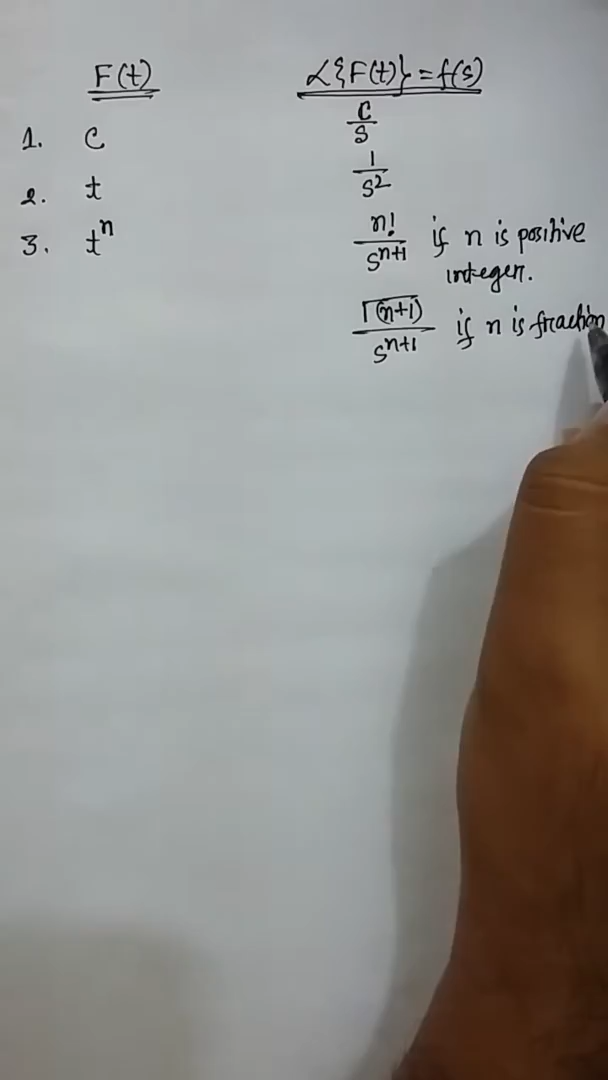 F(t) ℒ{F(t)} = f(s)
1. C C/S
2. t 1/S²
3. tⁿ n!/Sⁿ⁺¹ if n is positive
integer.
Γ(n+1)/Sⁿ⁺¹ if n is fraction